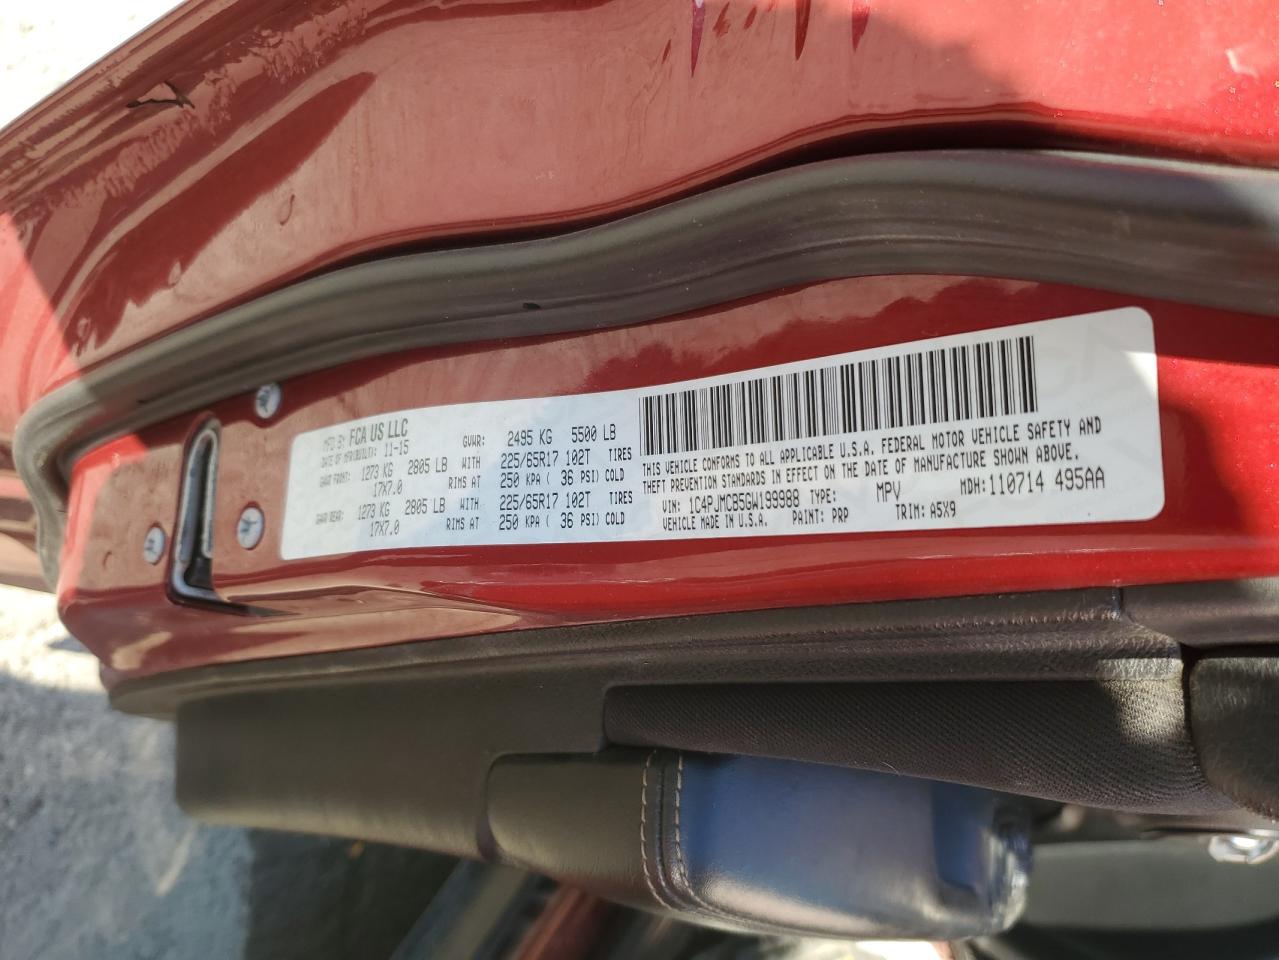 MFD BY: FCA US LLC
DATE OF MFR(BUILT): 11-15 GVWR: 2495 KG 5500 LB
GAWR FRONT: 1273 KG 2805 LB WITH 225/65R17 102T TIRES
17X7.0 RIMS AT 250 KPA ( 36 PSI) COLD
GAWR REAR: 1273 KG 2805 LB WITH 225/65R17 102T TIRES
17X7.0 RIMS AT 250 KPA ( 36 PSI) COLD
THIS VEHICLE CONFORMS TO ALL APPLICABLE U.S.A. FEDERAL MOTOR VEHICLE SAFETY AND
THEFT PREVENTION STANDARDS IN EFFECT ON THE DATE OF MANUFACTURE SHOWN ABOVE.
VIN: 1C4PJMCB5GW199988 TYPE: MPV MDH:110714 495AA
VEHICLE MADE IN U.S.A. PAINT: PRP TRIM: A5X9